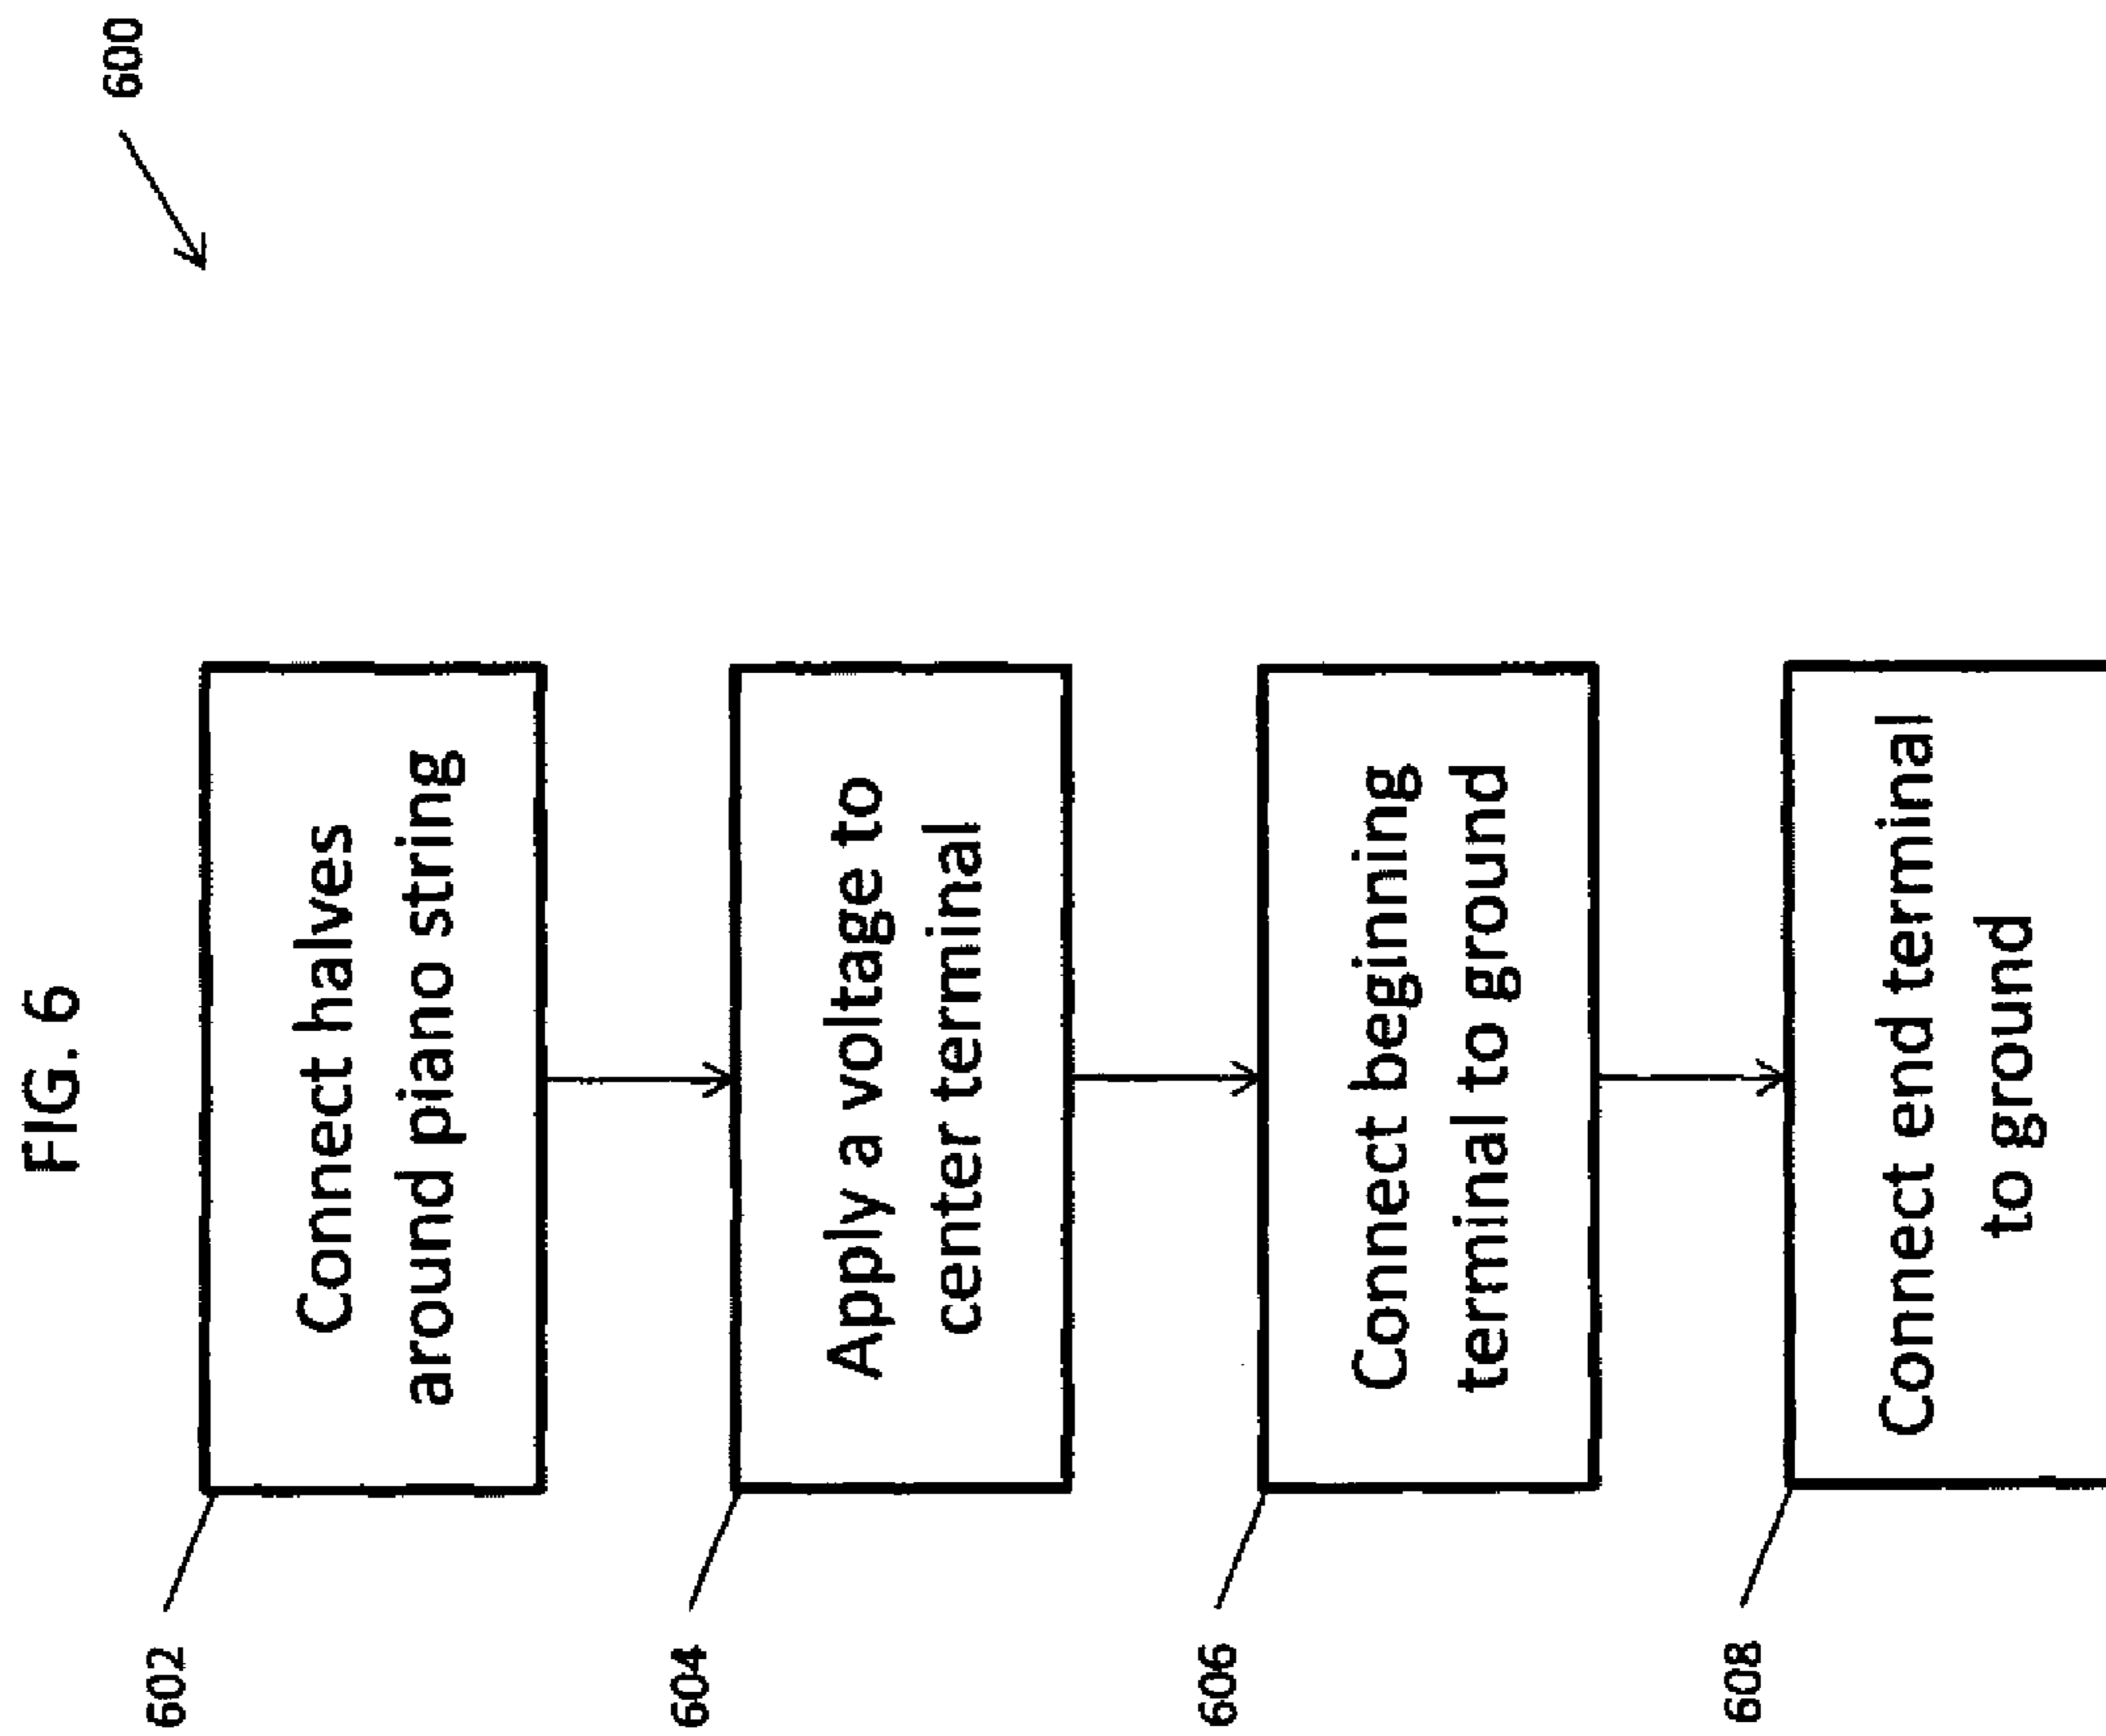 FIG. 6
600
602
Connect halves
around piano string
604
Apply a voltage to
center terminal
606
Connect beginning
terminal to ground
608
Connect end terminal
to ground